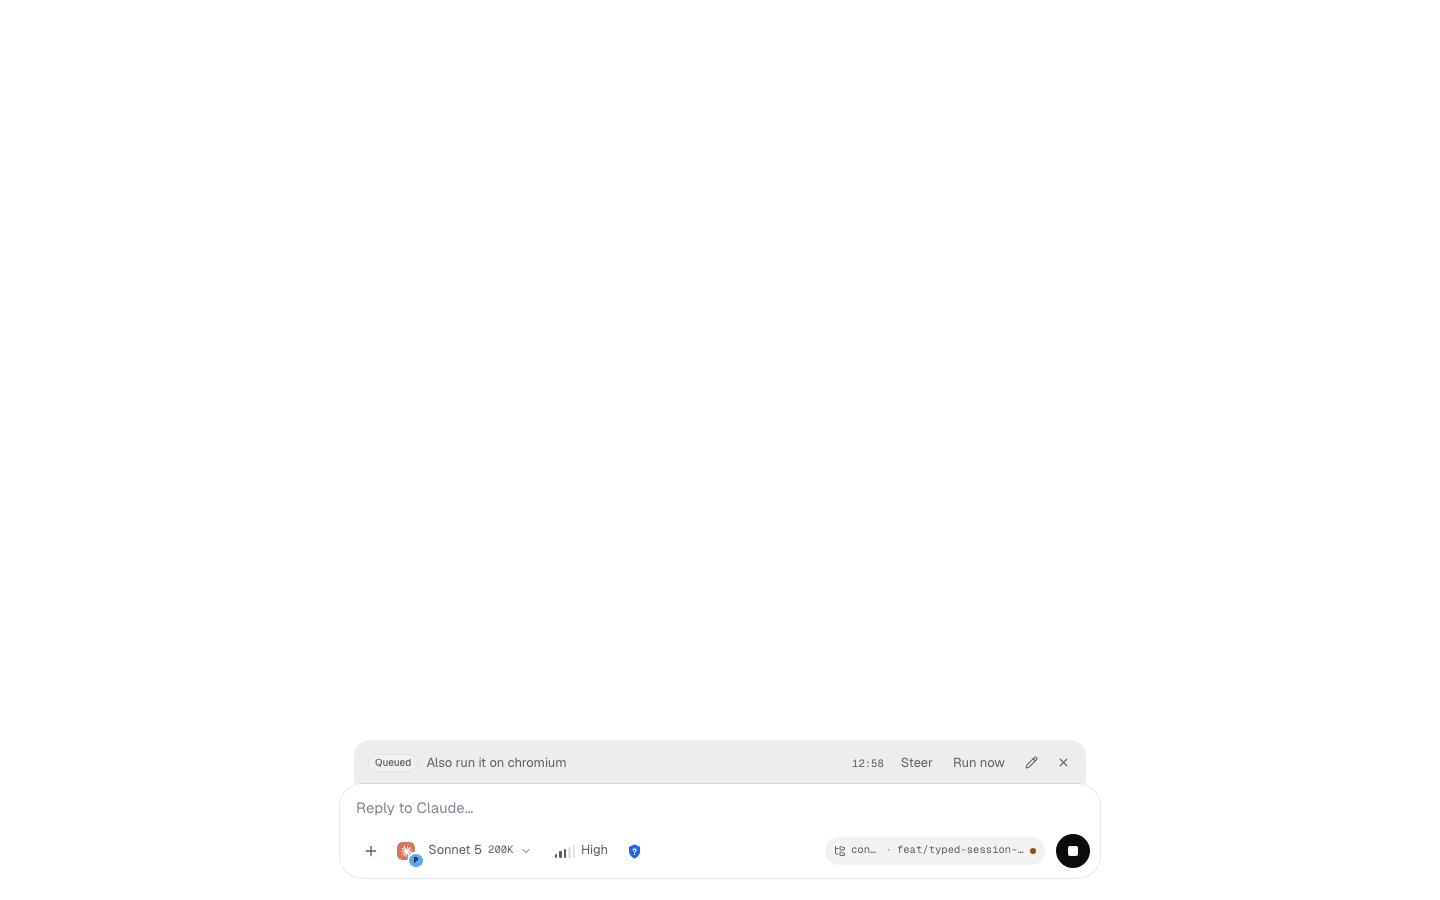 Queued Also run it on chromium 12:58 Steer Run now
Reply to Claude…
P Sonnet 5 200K High con… · feat/typed-session-…